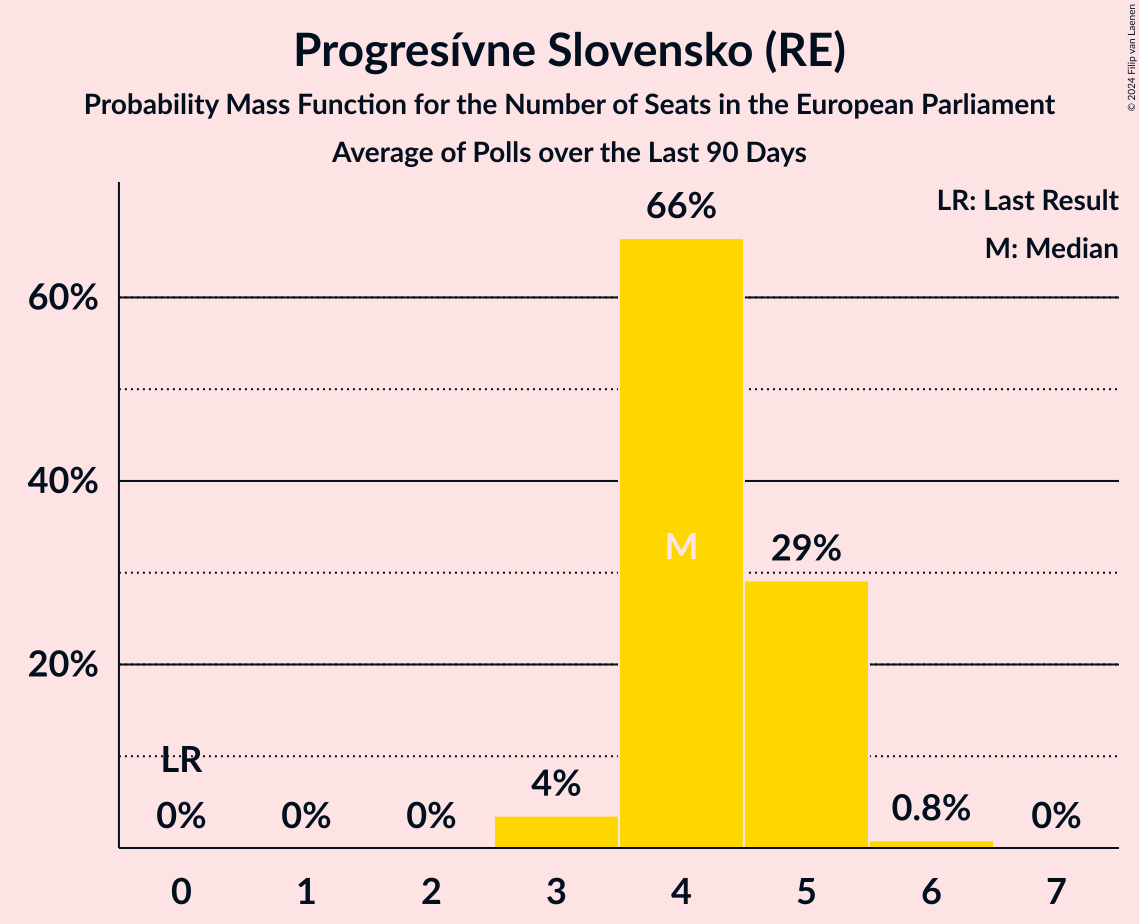 Progresívne Slovensko (RE)
Probability Mass Function for the Number of Seats in the European Parliament
Average of Polls over the Last 90 Days
© 2024 Filip van Laenen
LR: Last Result
M: Median
66%
60%
40%
M
29%
20%
LR
0%
0%
0%
4%
0.8%
0%
0 1 2 3 4 5 6 7